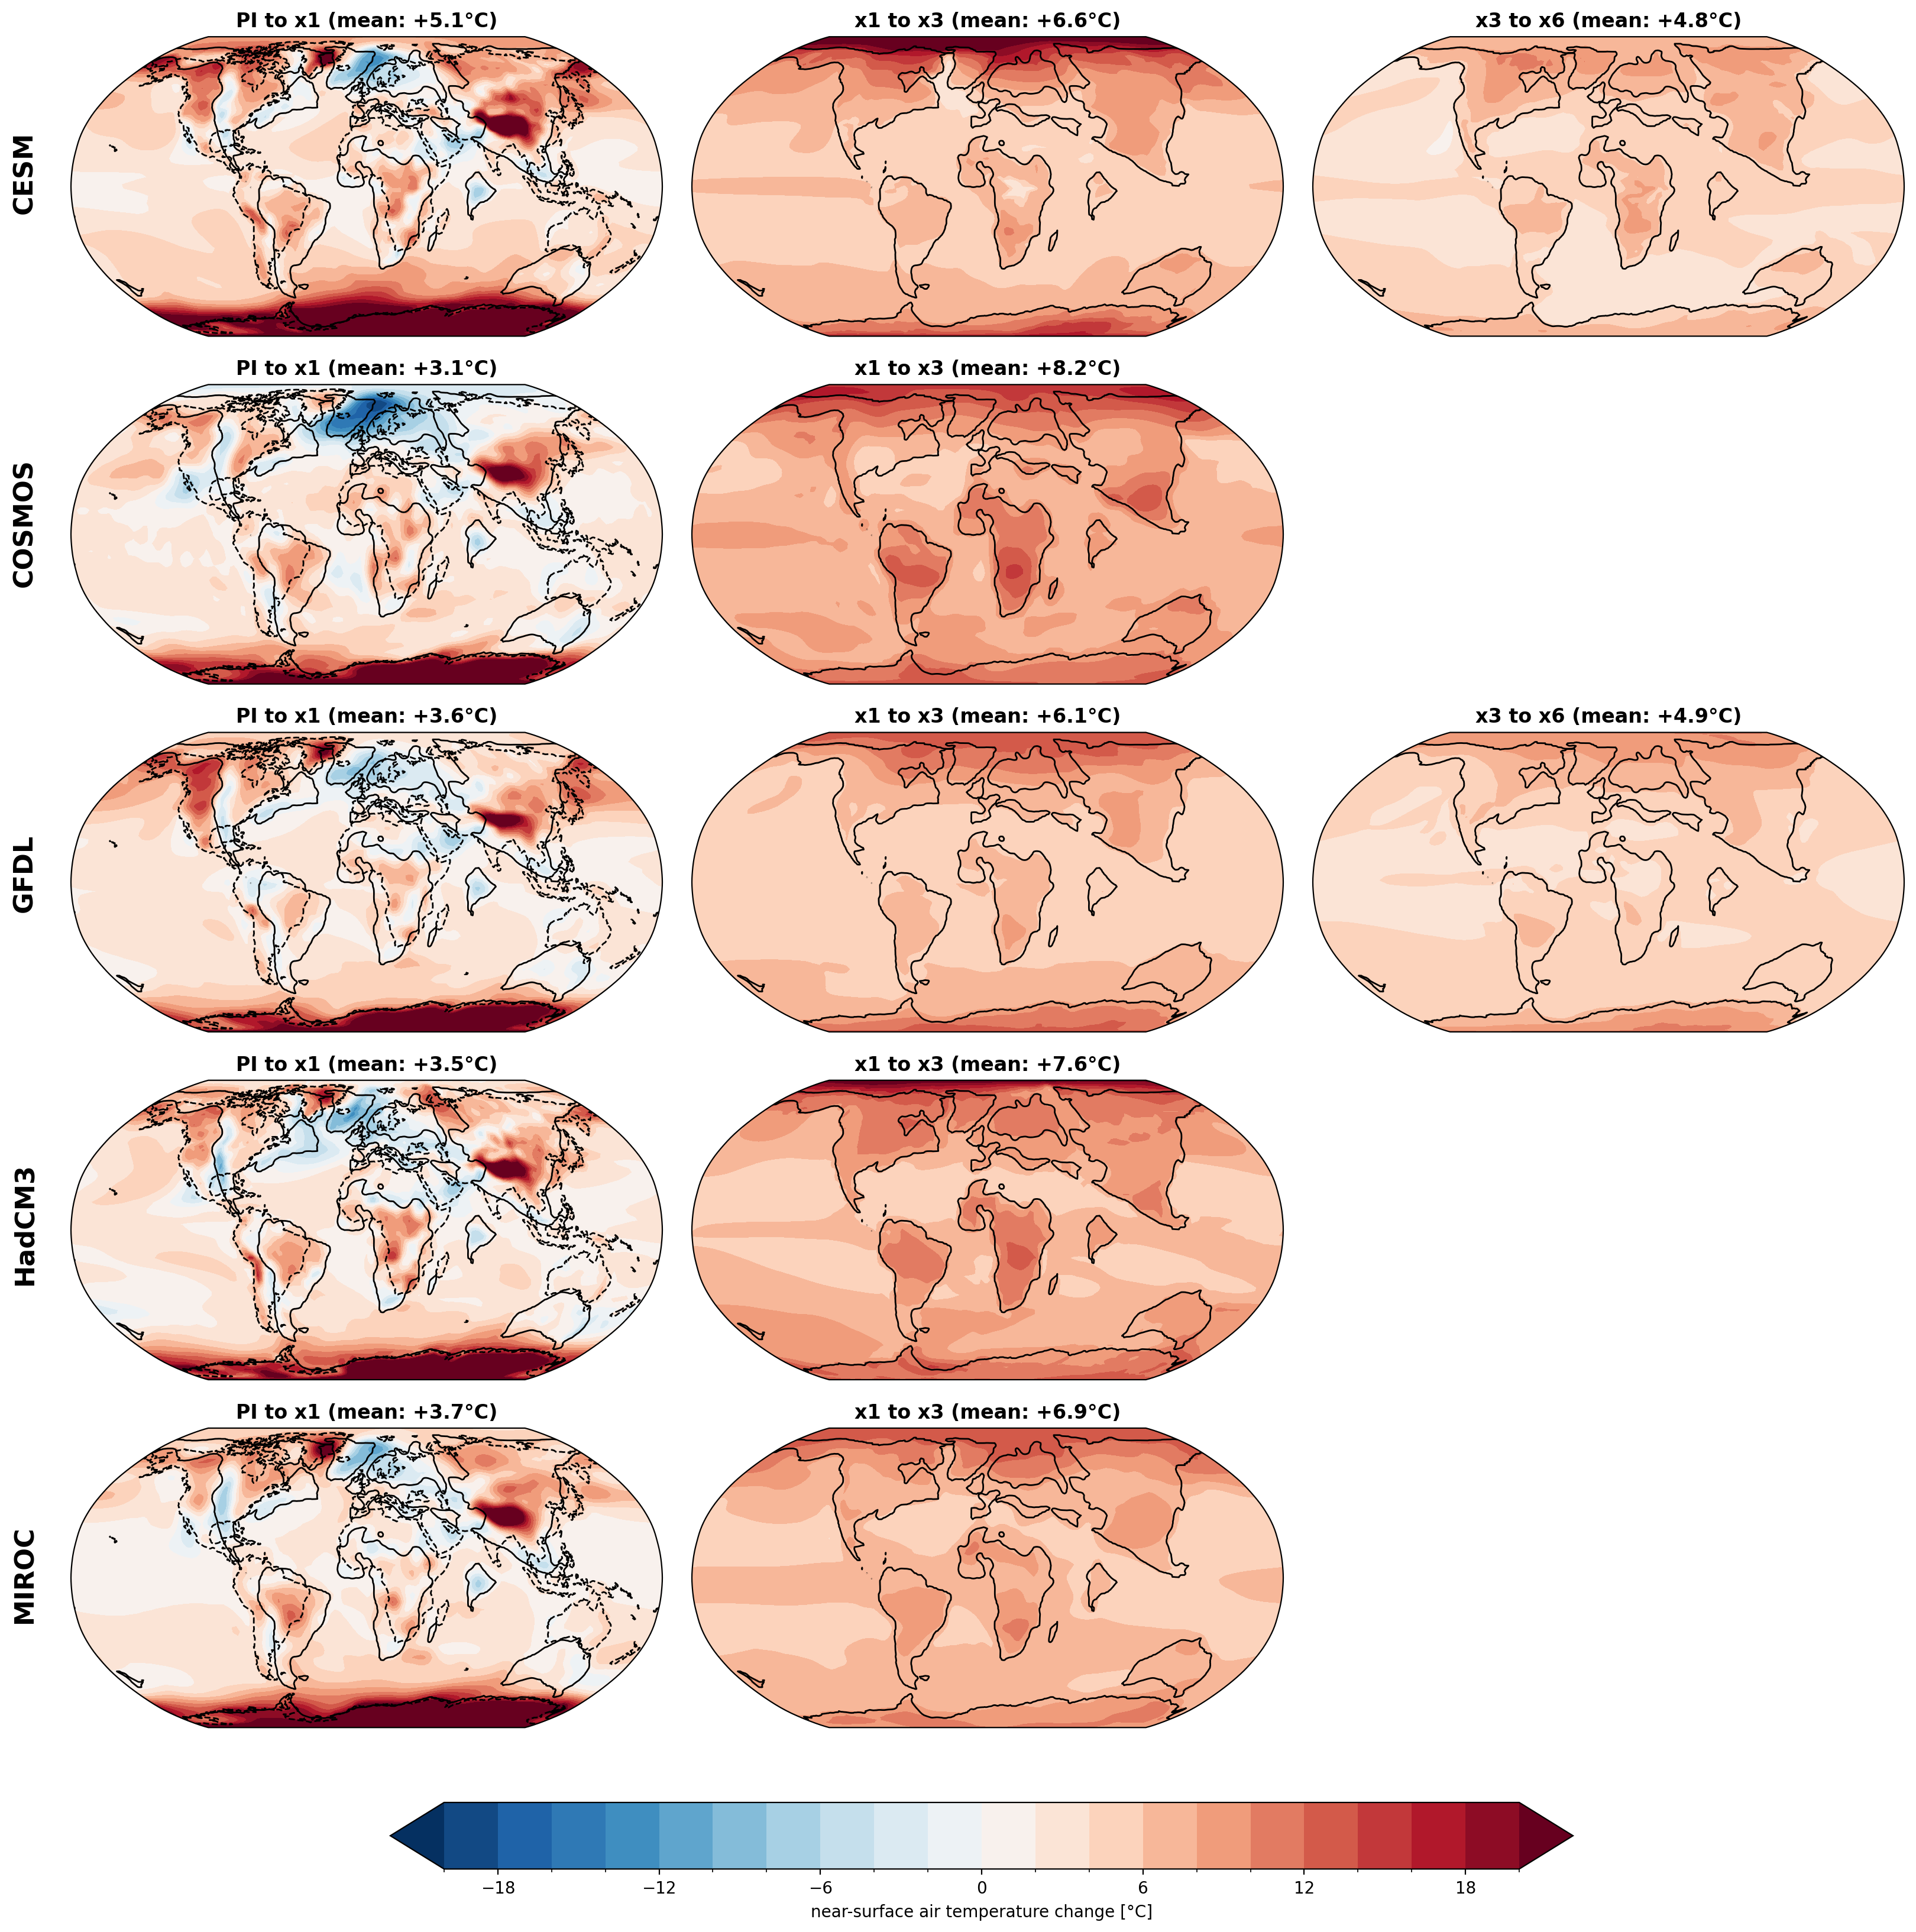 PI to x1 (mean: +5.1°C)
x1 to x3 (mean: +6.6°C)
x3 to x6 (mean: +4.8°C)
CESM
PI to x1 (mean: +3.1°C)
x1 to x3 (mean: +8.2°C)
COSMOS
PI to x1 (mean: +3.6°C)
x1 to x3 (mean: +6.1°C)
x3 to x6 (mean: +4.9°C)
GFDL
PI to x1 (mean: +3.5°C)
x1 to x3 (mean: +7.6°C)
HadCM3
PI to x1 (mean: +3.7°C)
x1 to x3 (mean: +6.9°C)
MIROC
−18 −12 −6 0 6 12 18
near-surface air temperature change [°C]